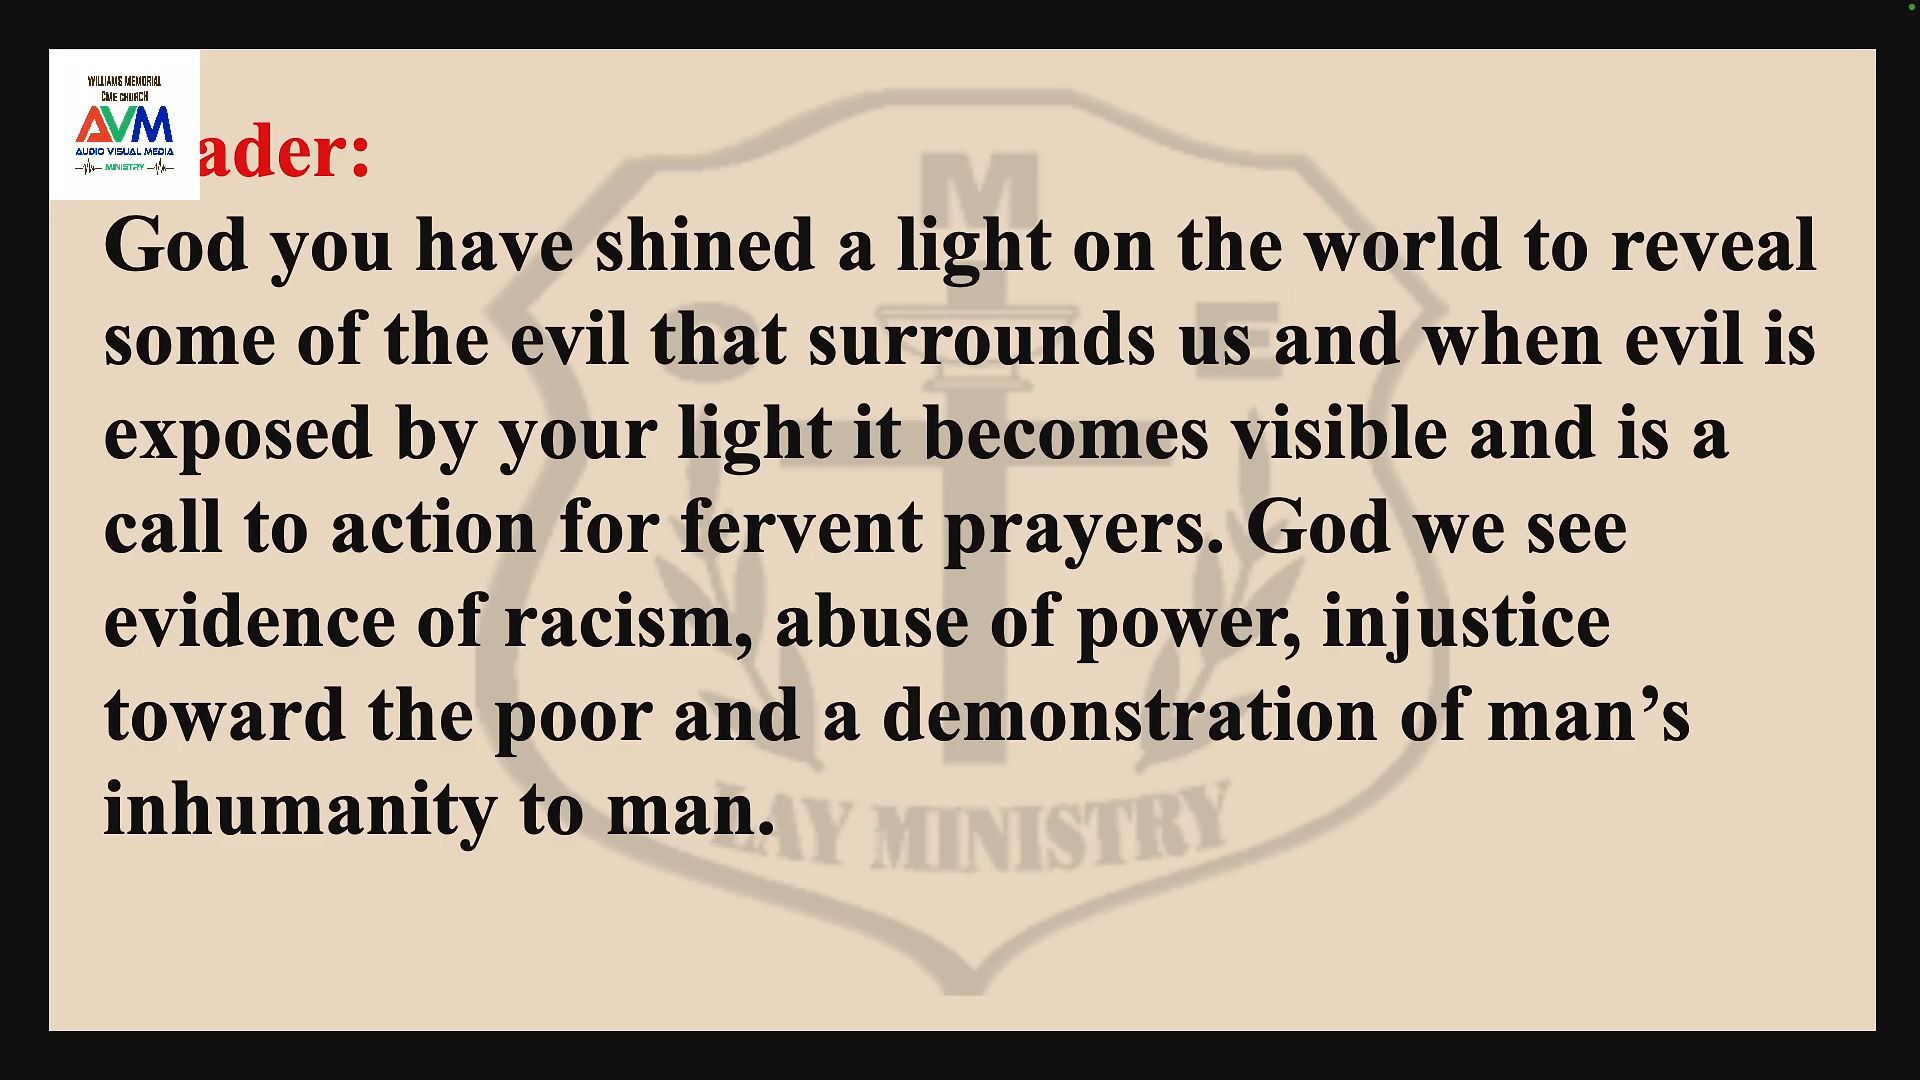 WILLIAMS MEMORIAL
CME CHURCH
AVM
AUDIO VISUAL MEDIA
MINISTRY
ader:
God you have shined a light on the world to reveal
some of the evil that surrounds us and when evil is
exposed by your light it becomes visible and is a
call to action for fervent prayers. God we see
evidence of racism, abuse of power, injustice
toward the poor and a demonstration of man’s
inhumanity to man.
M
C E
LAY MINISTRY